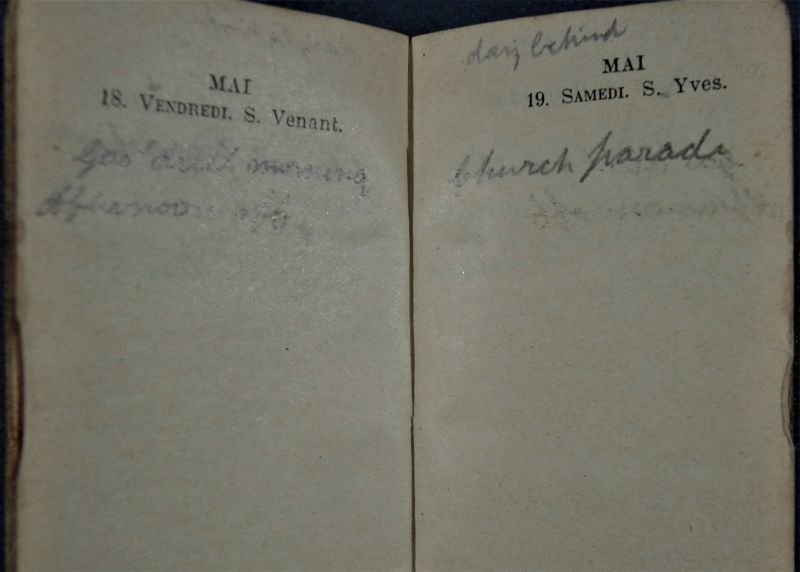 MAI
18. VENDREDI. S. Venant.
Gas drill morning
Afternoon off
day behind
MAI
19. SAMEDI. S. Yves.
Church parade